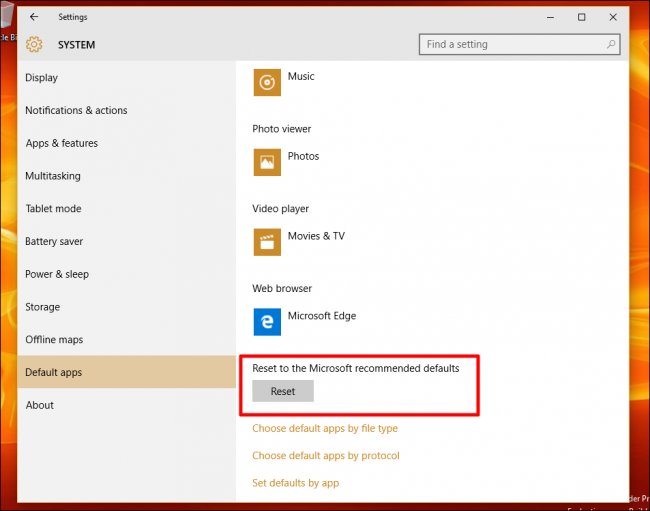 Settings
SYSTEM
Find a setting
Display
Notifications & actions
Apps & features
Multitasking
Tablet mode
Battery saver
Power & sleep
Storage
Offline maps
Default apps
About
Music
Photo viewer
Photos
Video player
Movies & TV
Web browser
Microsoft Edge
Reset to the Microsoft recommended defaults
Reset
Choose default apps by file type
Choose default apps by protocol
Set defaults by app